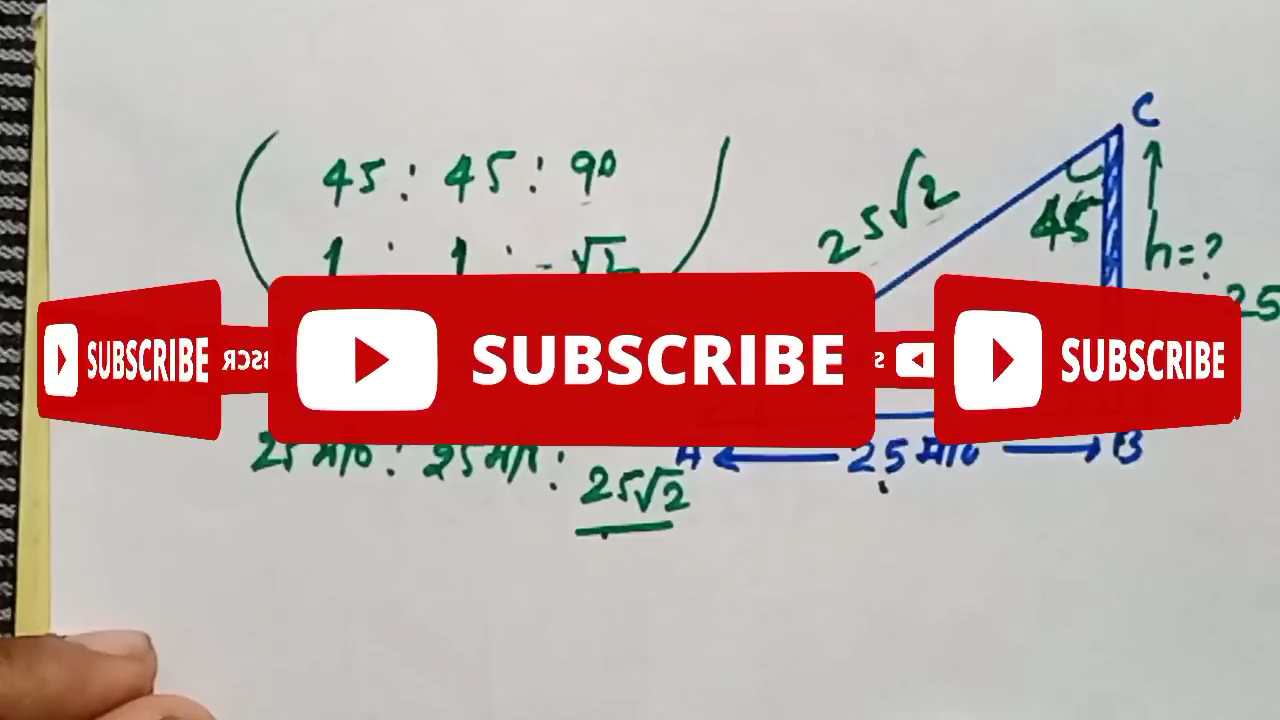 C
45 : 45 : 90
25√2
45
1 : 1 : √2
h = ?
25
SUBSCRIBE
SUBSCRIBE
SUBSCRIBE
25 मी० : 25 मी० : 25√2
A
25 मी०
B